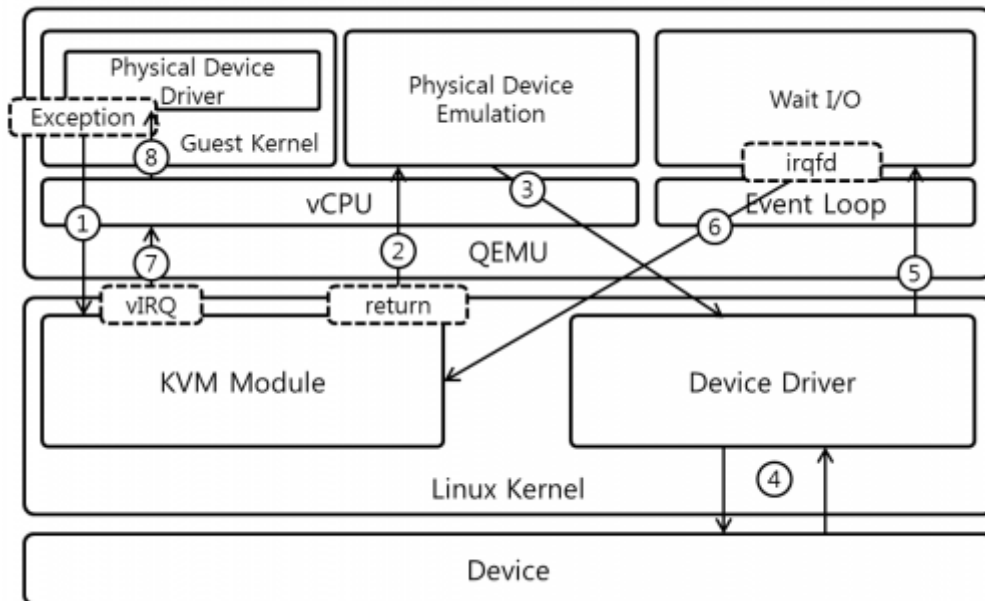 Physical Device
Driver
Exception
Guest Kernel
8
Physical Device
Emulation
Wait I/O
irqfd
vCPU
3
Event Loop
1
7
2
QEMU
6
5
vIRQ
return
KVM Module
Device Driver
4
Linux Kernel
Device